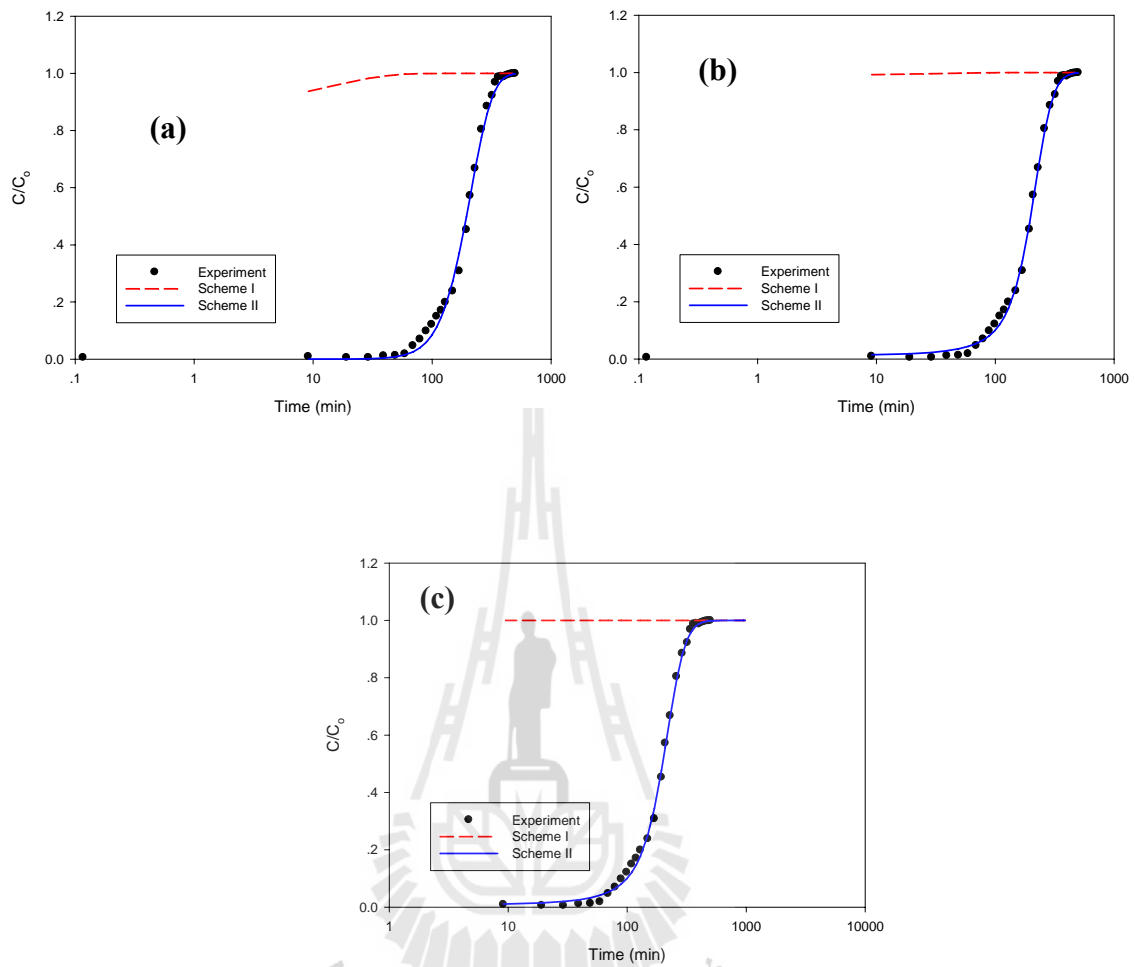 1.2
1.0
.8
.6
.4
.2
0.0
C/Co
(a)
Experiment
Scheme I
Scheme II
.1 1 10 100 1000
Time (min)
1.2
1.0
.8
.6
.4
.2
0.0
C/Co
(b)
Experiment
Scheme I
Scheme II
.1 1 10 100 1000
Time (min)
1.2
1.0
.8
.6
.4
.2
0.0
C/Co
(c)
Experiment
Scheme I
Scheme II
1 10 100 1000 10000
Time (min)